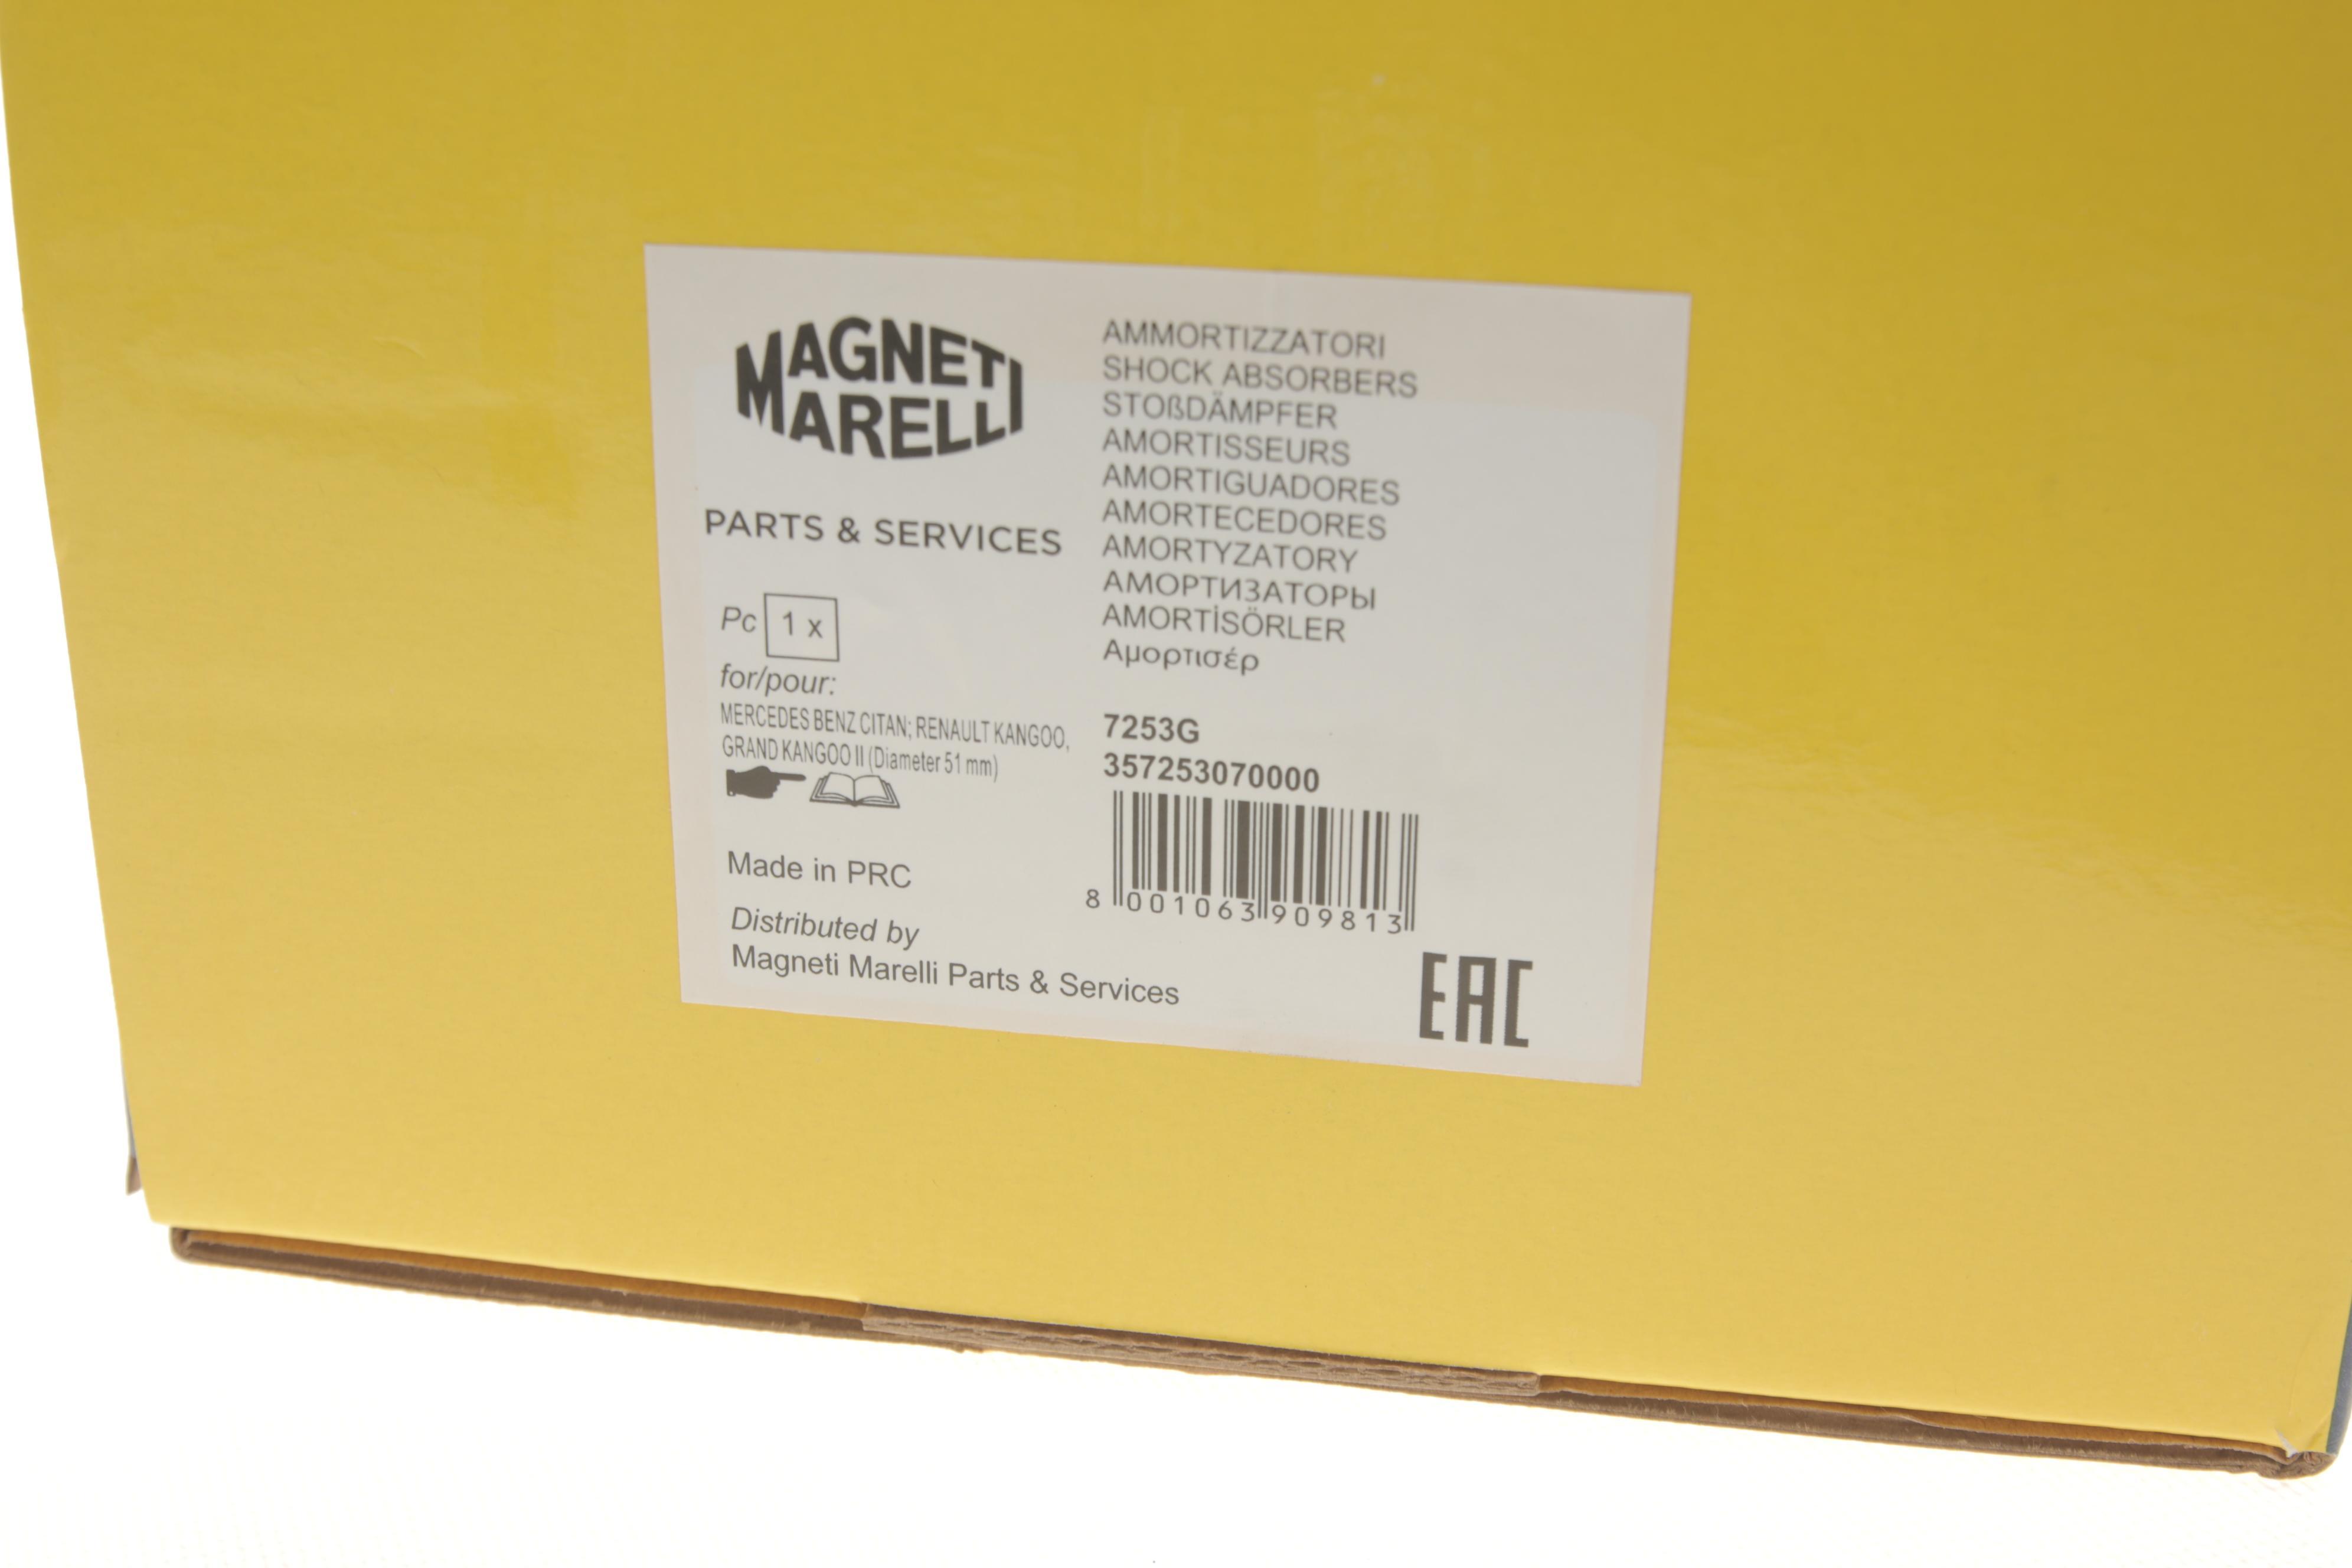 MAGNETI
MARELLI
PARTS & SERVICES
Pc 1 x
for/pour:
MERCEDES BENZ CITAN; RENAULT KANGOO,
GRAND KANGOO II (Diameter 51 mm)
Made in PRC
Distributed by
Magneti Marelli Parts & Services
AMMORTIZZATORI
SHOCK ABSORBERS
STOßDÄMPFER
AMORTISSEURS
AMORTIGUADORES
AMORTECEDORES
AMORTYZATORY
АМОРТИЗАТОРЫ
AMORTİSÖRLER
Αμορτισέρ
7253G
357253070000
8 001063 909813
EAC